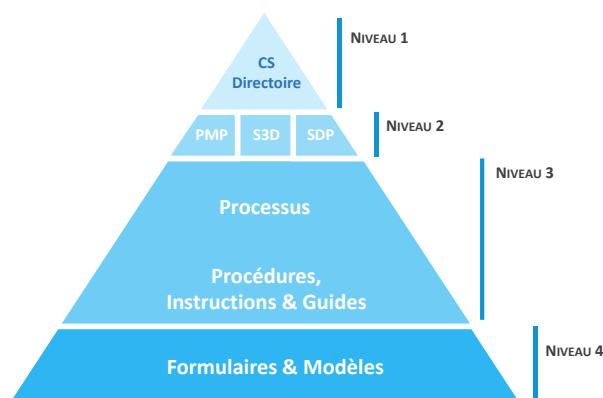 CS
Directoire
NIVEAU 1
PMP S3D SDP
NIVEAU 2
Processus
Procédures,
Instructions & Guides
NIVEAU 3
Formulaires & Modèles
NIVEAU 4